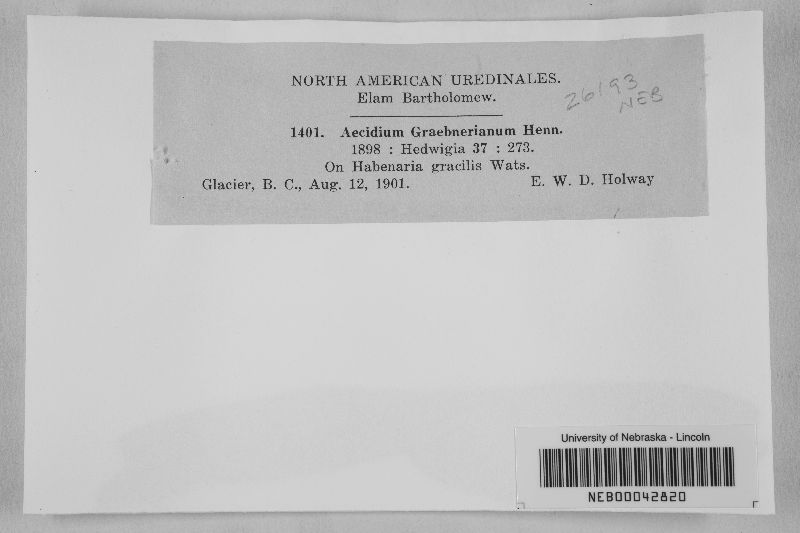 NORTH AMERICAN UREDINALES.
Elam Bartholomew.
26193
NEB
1401. Aecidium Graebnerianum Henn.
1898 : Hedwigia 37 : 273.
On Habenaria gracilis Wats.
Glacier, B. C., Aug. 12, 1901. E. W. D. Holway
University of Nebraska - Lincoln
NEB00042820